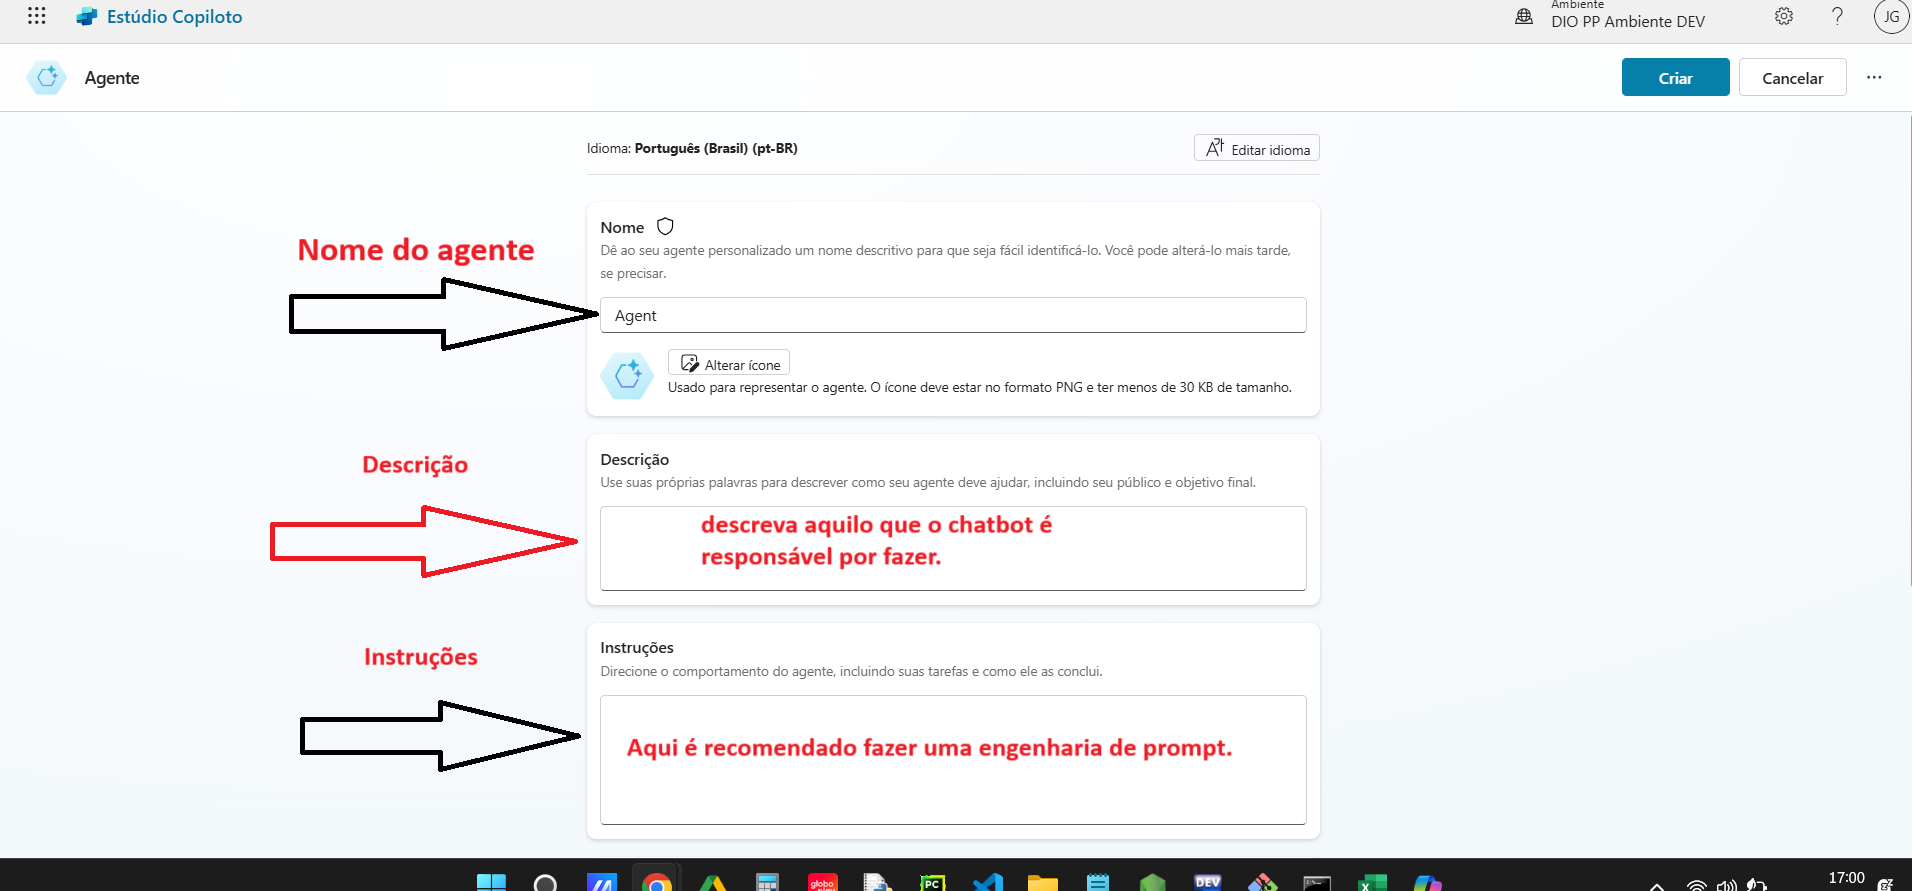 Estúdio Copiloto
Ambiente
DIO PP Ambiente DEV
JG
Agente
Criar
Cancelar
Idioma: Português (Brasil) (pt-BR)
Editar idioma
Nome do agente
Nome
Dê ao seu agente personalizado um nome descritivo para que seja fácil identificá-lo. Você pode alterá-lo mais tarde,
se precisar.
Agent
Alterar ícone
Usado para representar o agente. O ícone deve estar no formato PNG e ter menos de 30 KB de tamanho.
Descrição
Descrição
Use suas próprias palavras para descrever como seu agente deve ajudar, incluindo seu público e objetivo final.
descreva aquilo que o chatbot é
responsável por fazer.
Instruções
Instruções
Direcione o comportamento do agente, incluindo suas tarefas e como ele as conclui.
Aqui é recomendado fazer uma engenharia de prompt.
globo
PC
DEV
17:00